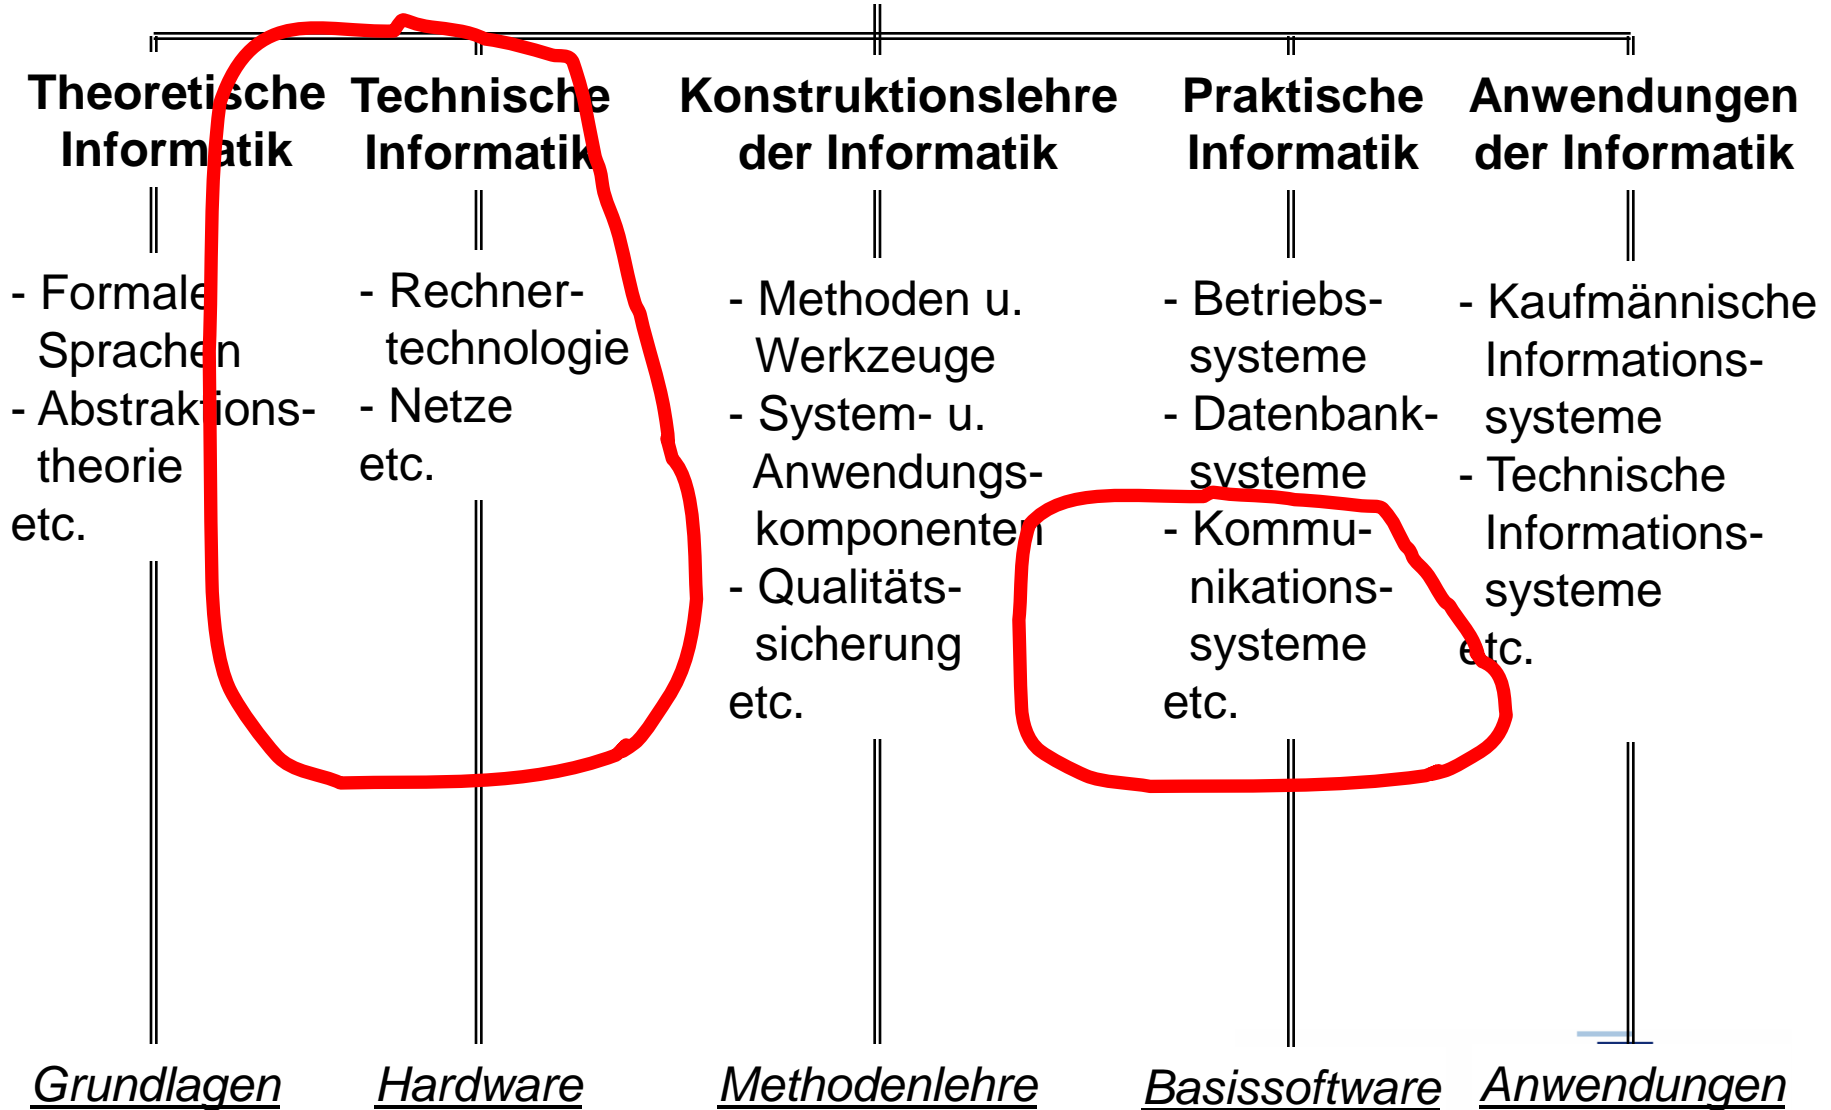 Theoretische
Informatik
- Formale
Sprachen
- Abstraktions-
theorie
etc.
Grundlagen
Technische
Informatik
- Rechner-
technologie
- Netze
etc.
Hardware
Konstruktionslehre
der Informatik
- Methoden u.
Werkzeuge
- System- u.
Anwendungs-
komponenten
- Qualitäts-
sicherung
etc.
Methodenlehre
Praktische
Informatik
- Betriebs-
systeme
- Datenbank-
systeme
- Kommu-
nikations-
systeme
etc.
Basissoftware
Anwendungen
der Informatik
- Kaufmännische
Informations-
systeme
- Technische
Informations-
systeme
etc.
Anwendungen